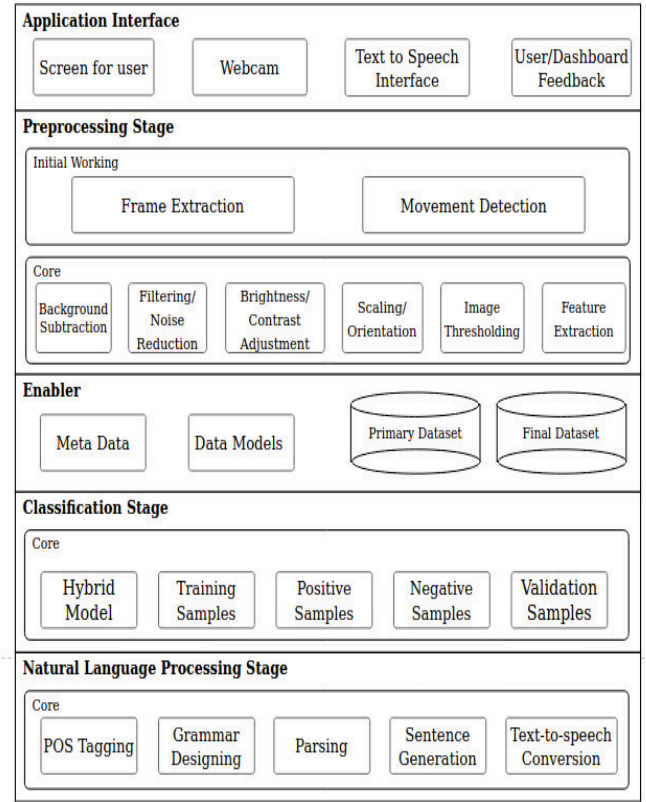 Application Interface
Screen for user
Webcam
Text to Speech
Interface
User/Dashboard
Feedback
Preprocessing Stage
Initial Working
Frame Extraction
Movement Detection
Core
Background
Subtraction
Filtering/
Noise
Reduction
Brightness/
Contrast
Adjustment
Scaling/
Orientation
Image
Thresholding
Feature
Extraction
Enabler
Meta Data
Data Models
Primary Dataset
Final Dataset
Classification Stage
Core
Hybrid
Model
Training
Samples
Positive
Samples
Negative
Samples
Validation
Samples
Natural Language Processing Stage
Core
POS Tagging
Grammar
Designing
Parsing
Sentence
Generation
Text-to-speech
Conversion